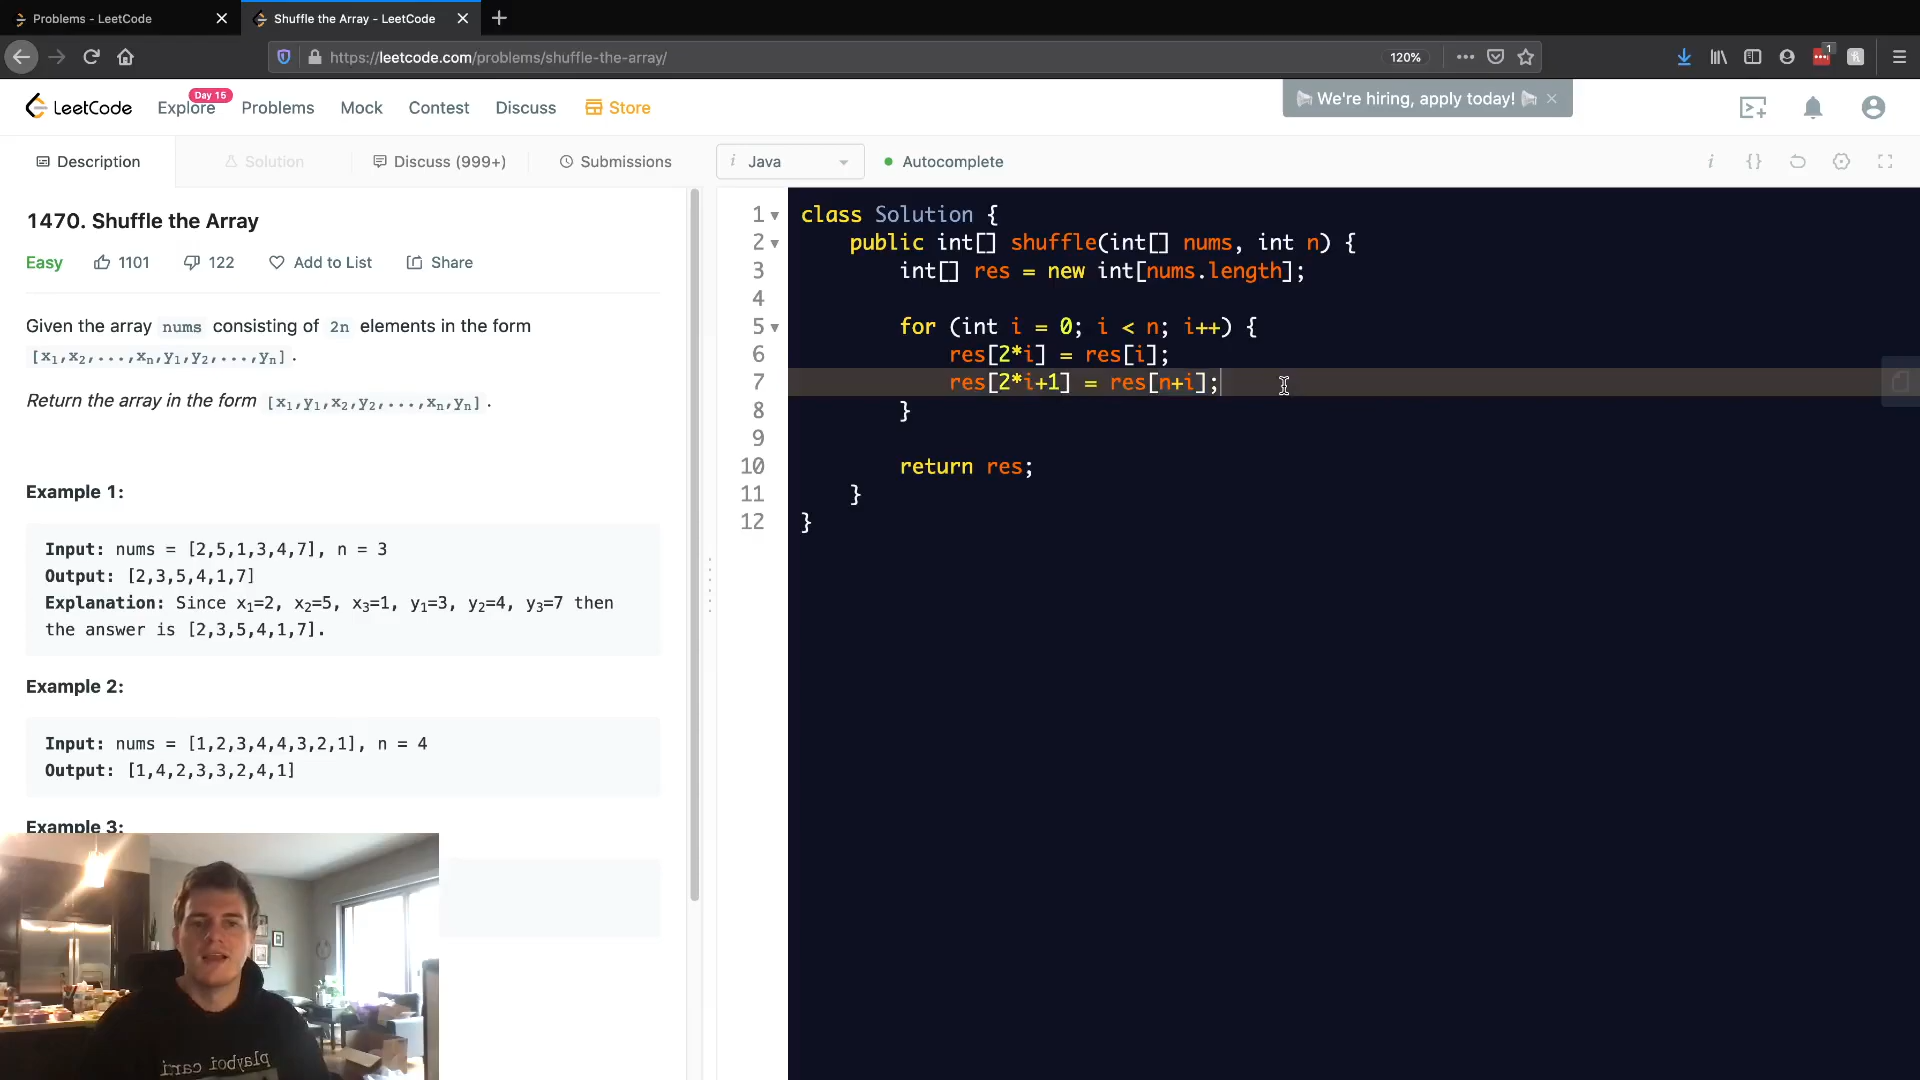 Problems - LeetCode
Shuffle the Array - LeetCode
https://leetcode.com/problems/shuffle-the-array/
120%
1
LeetCode
Explore
Day 15
Problems
Mock
Contest
Discuss
Store
We're hiring, apply today!
Description
Solution
Discuss (999+)
Submissions
i Java
Autocomplete
1470. Shuffle the Array
Easy
1101
122
Add to List
Share
Given the array nums consisting of 2n elements in the form
[x1,x2,...,xn,y1,y2,...,yn].
Return the array in the form [x1,y1,x2,y2,...,xn,yn].
Example 1:
Input: nums = [2,5,1,3,4,7], n = 3
Output: [2,3,5,4,1,7]
Explanation: Since x1=2, x2=5, x3=1, y1=3, y2=4, y3=7 then
the answer is [2,3,5,4,1,7].
Example 2:
Input: nums = [1,2,3,4,4,3,2,1], n = 4
Output: [1,4,2,3,3,2,4,1]
Example 3:
playboi carti
1 class Solution {
2 public int[] shuffle(int[] nums, int n) {
3 int[] res = new int[nums.length];
4
5 for (int i = 0; i < n; i++) {
6 res[2*i] = res[i];
7 res[2*i+1] = res[n+i];
8 }
9
10 return res;
11 }
12 }